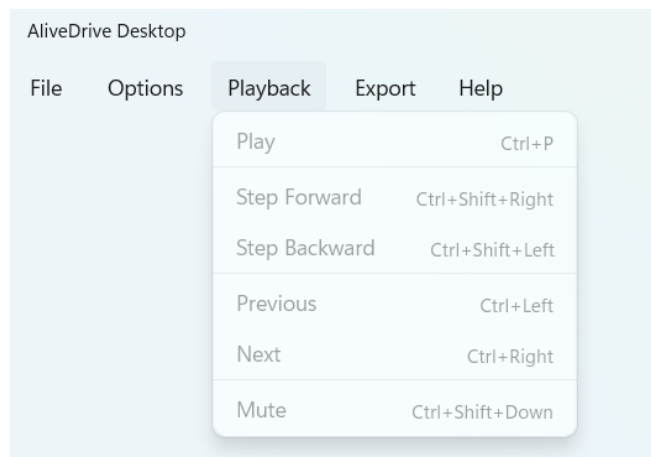 AliveDrive Desktop
File Options Playback Export Help
Play Ctrl+P
Step Forward Ctrl+Shift+Right
Step Backward Ctrl+Shift+Left
Previous Ctrl+Left
Next Ctrl+Right
Mute Ctrl+Shift+Down